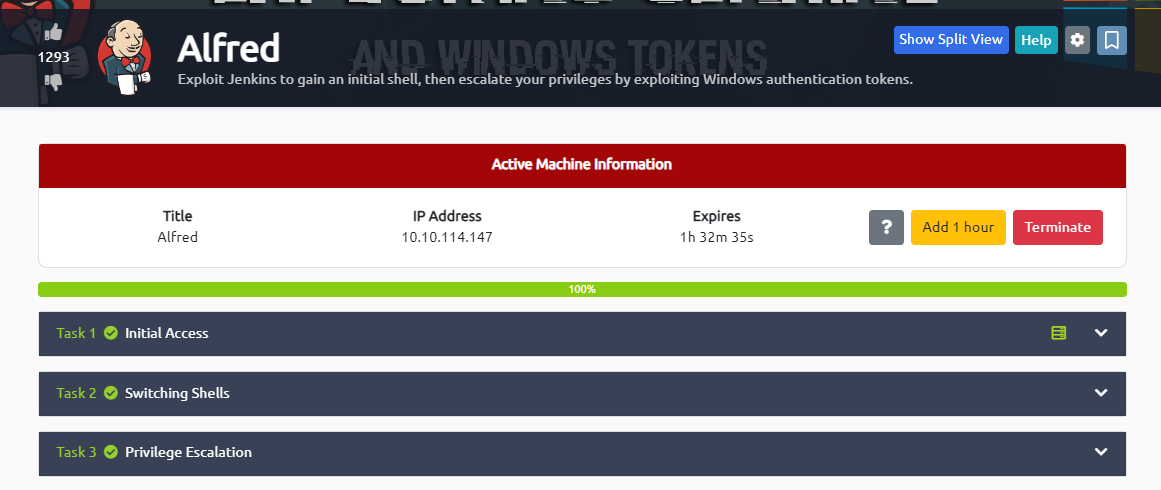 Alfred
AND WINDOWS TOKENS
Exploit Jenkins to gain an initial shell, then escalate your privileges by exploiting Windows authentication tokens.
1293
Show Split View
Help
Active Machine Information
Title
IP Address
Expires
Alfred
10.10.114.147
1h 32m 35s
?
Add 1 hour
Terminate
100%
Task 1 Initial Access
Task 2 Switching Shells
Task 3 Privilege Escalation